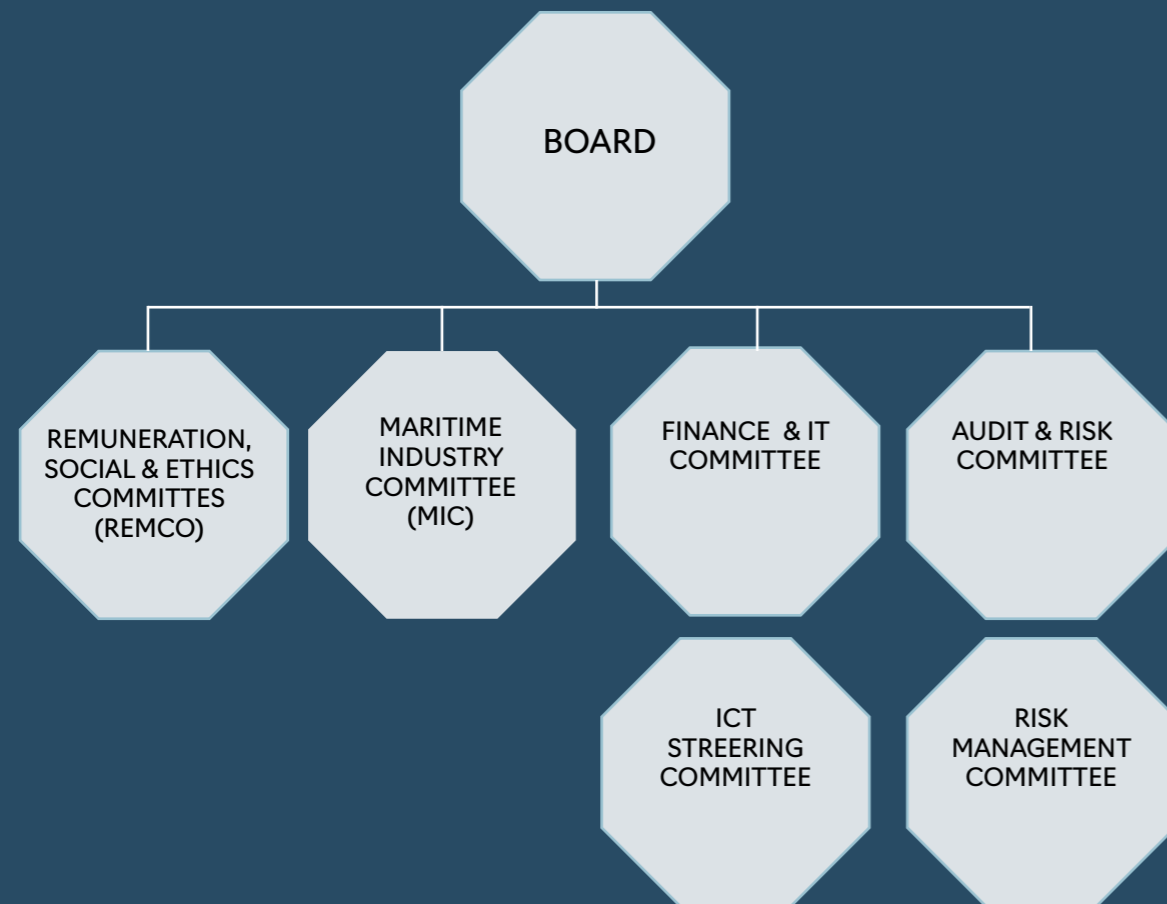 BOARD
REMUNERATION,
SOCIAL & ETHICS
COMMITTES
(REMCO)
MARITIME
INDUSTRY
COMMITTEE
(MIC)
FINANCE & IT
COMMITTEE
AUDIT & RISK
COMMITTEE
ICT
STREERING
COMMITTEE
RISK
MANAGEMENT
COMMITTEE